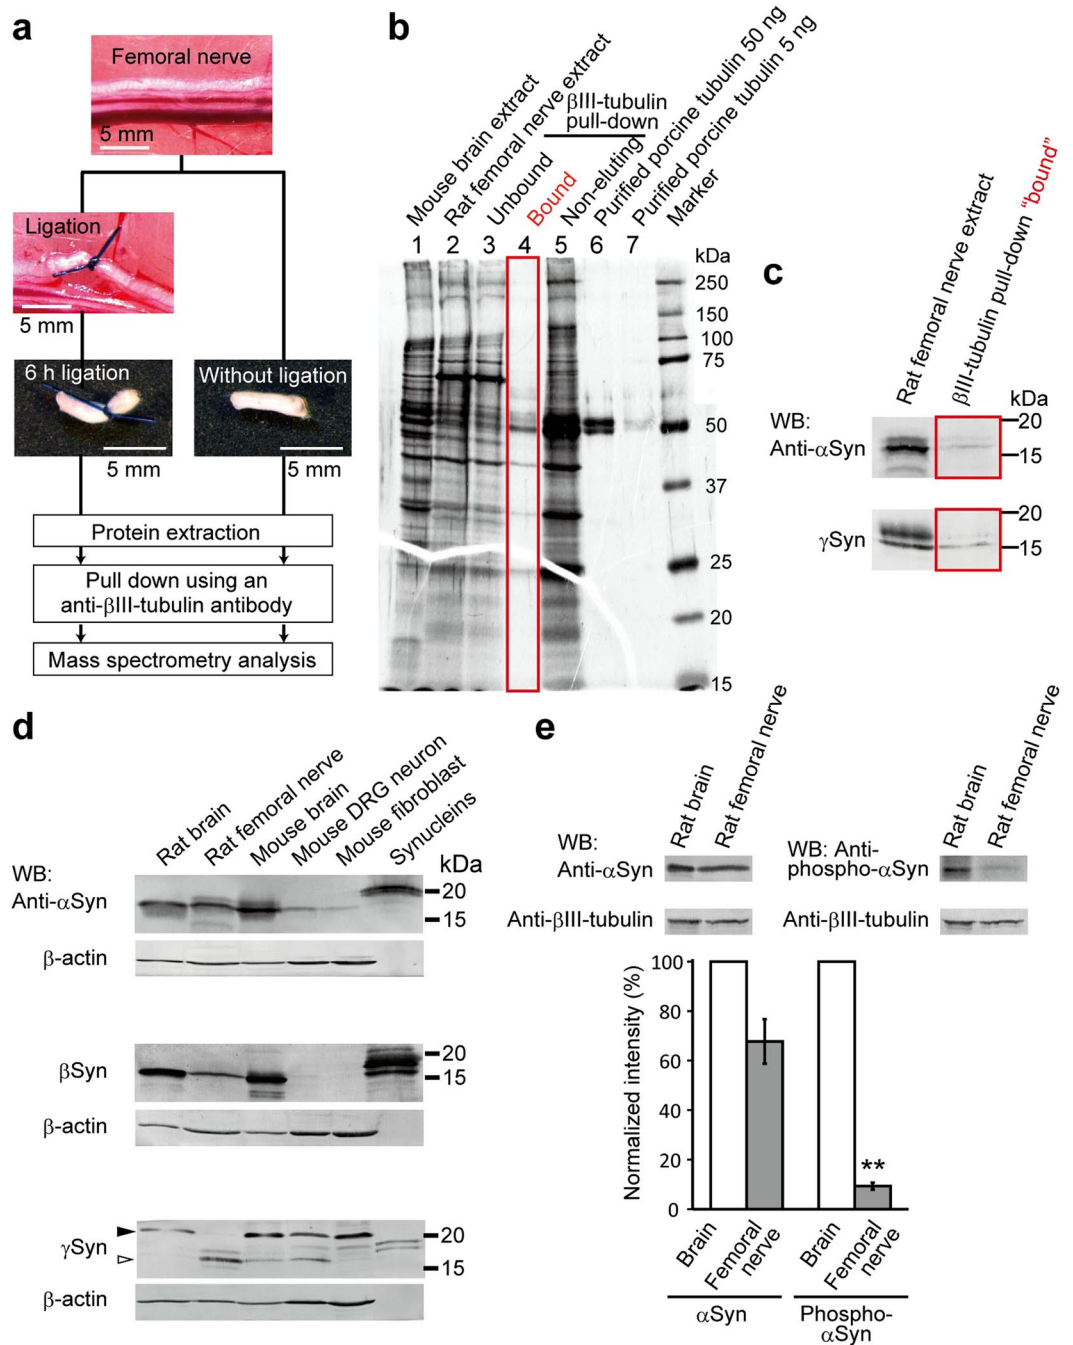 a
Femoral nerve
5 mm
Ligation
5 mm
6 h ligation
5 mm
Without ligation
5 mm
Protein extraction
Pull down using an
anti-βIII-tubulin antibody
Mass spectrometry analysis
b
Mouse brain extract
Rat femoral nerve extract
βIII-tubulin
pull-down
Unbound
Bound
Non-eluting
Purified porcine tubulin 50 ng
Purified porcine tubulin 5 ng
Marker
1 2 3 4 5 6 7
kDa
250
150
100
75
50
37
25
20
15
c
Rat femoral nerve extract
βIII-tubulin pull-down “bound”
kDa
WB:
Anti-αSyn
20
15
γSyn
20
15
d
Rat brain
Rat femoral nerve
Mouse brain
Mouse DRG neuron
Mouse fibroblast
Synucleins
kDa
WB:
Anti-αSyn
20
15
β-actin
βSyn
20
15
β-actin
γSyn
20
15
β-actin
e
Rat brain
Rat femoral nerve
WB:
Anti-αSyn
Anti-βIII-tubulin
Rat brain
Rat femoral nerve
WB: Anti-
phospho-αSyn
Anti-βIII-tubulin
Normalized intensity (%)
100
80
60
40
20
0
**
Brain
Femoral
nerve
Brain
Femoral
nerve
αSyn
Phospho-
αSyn